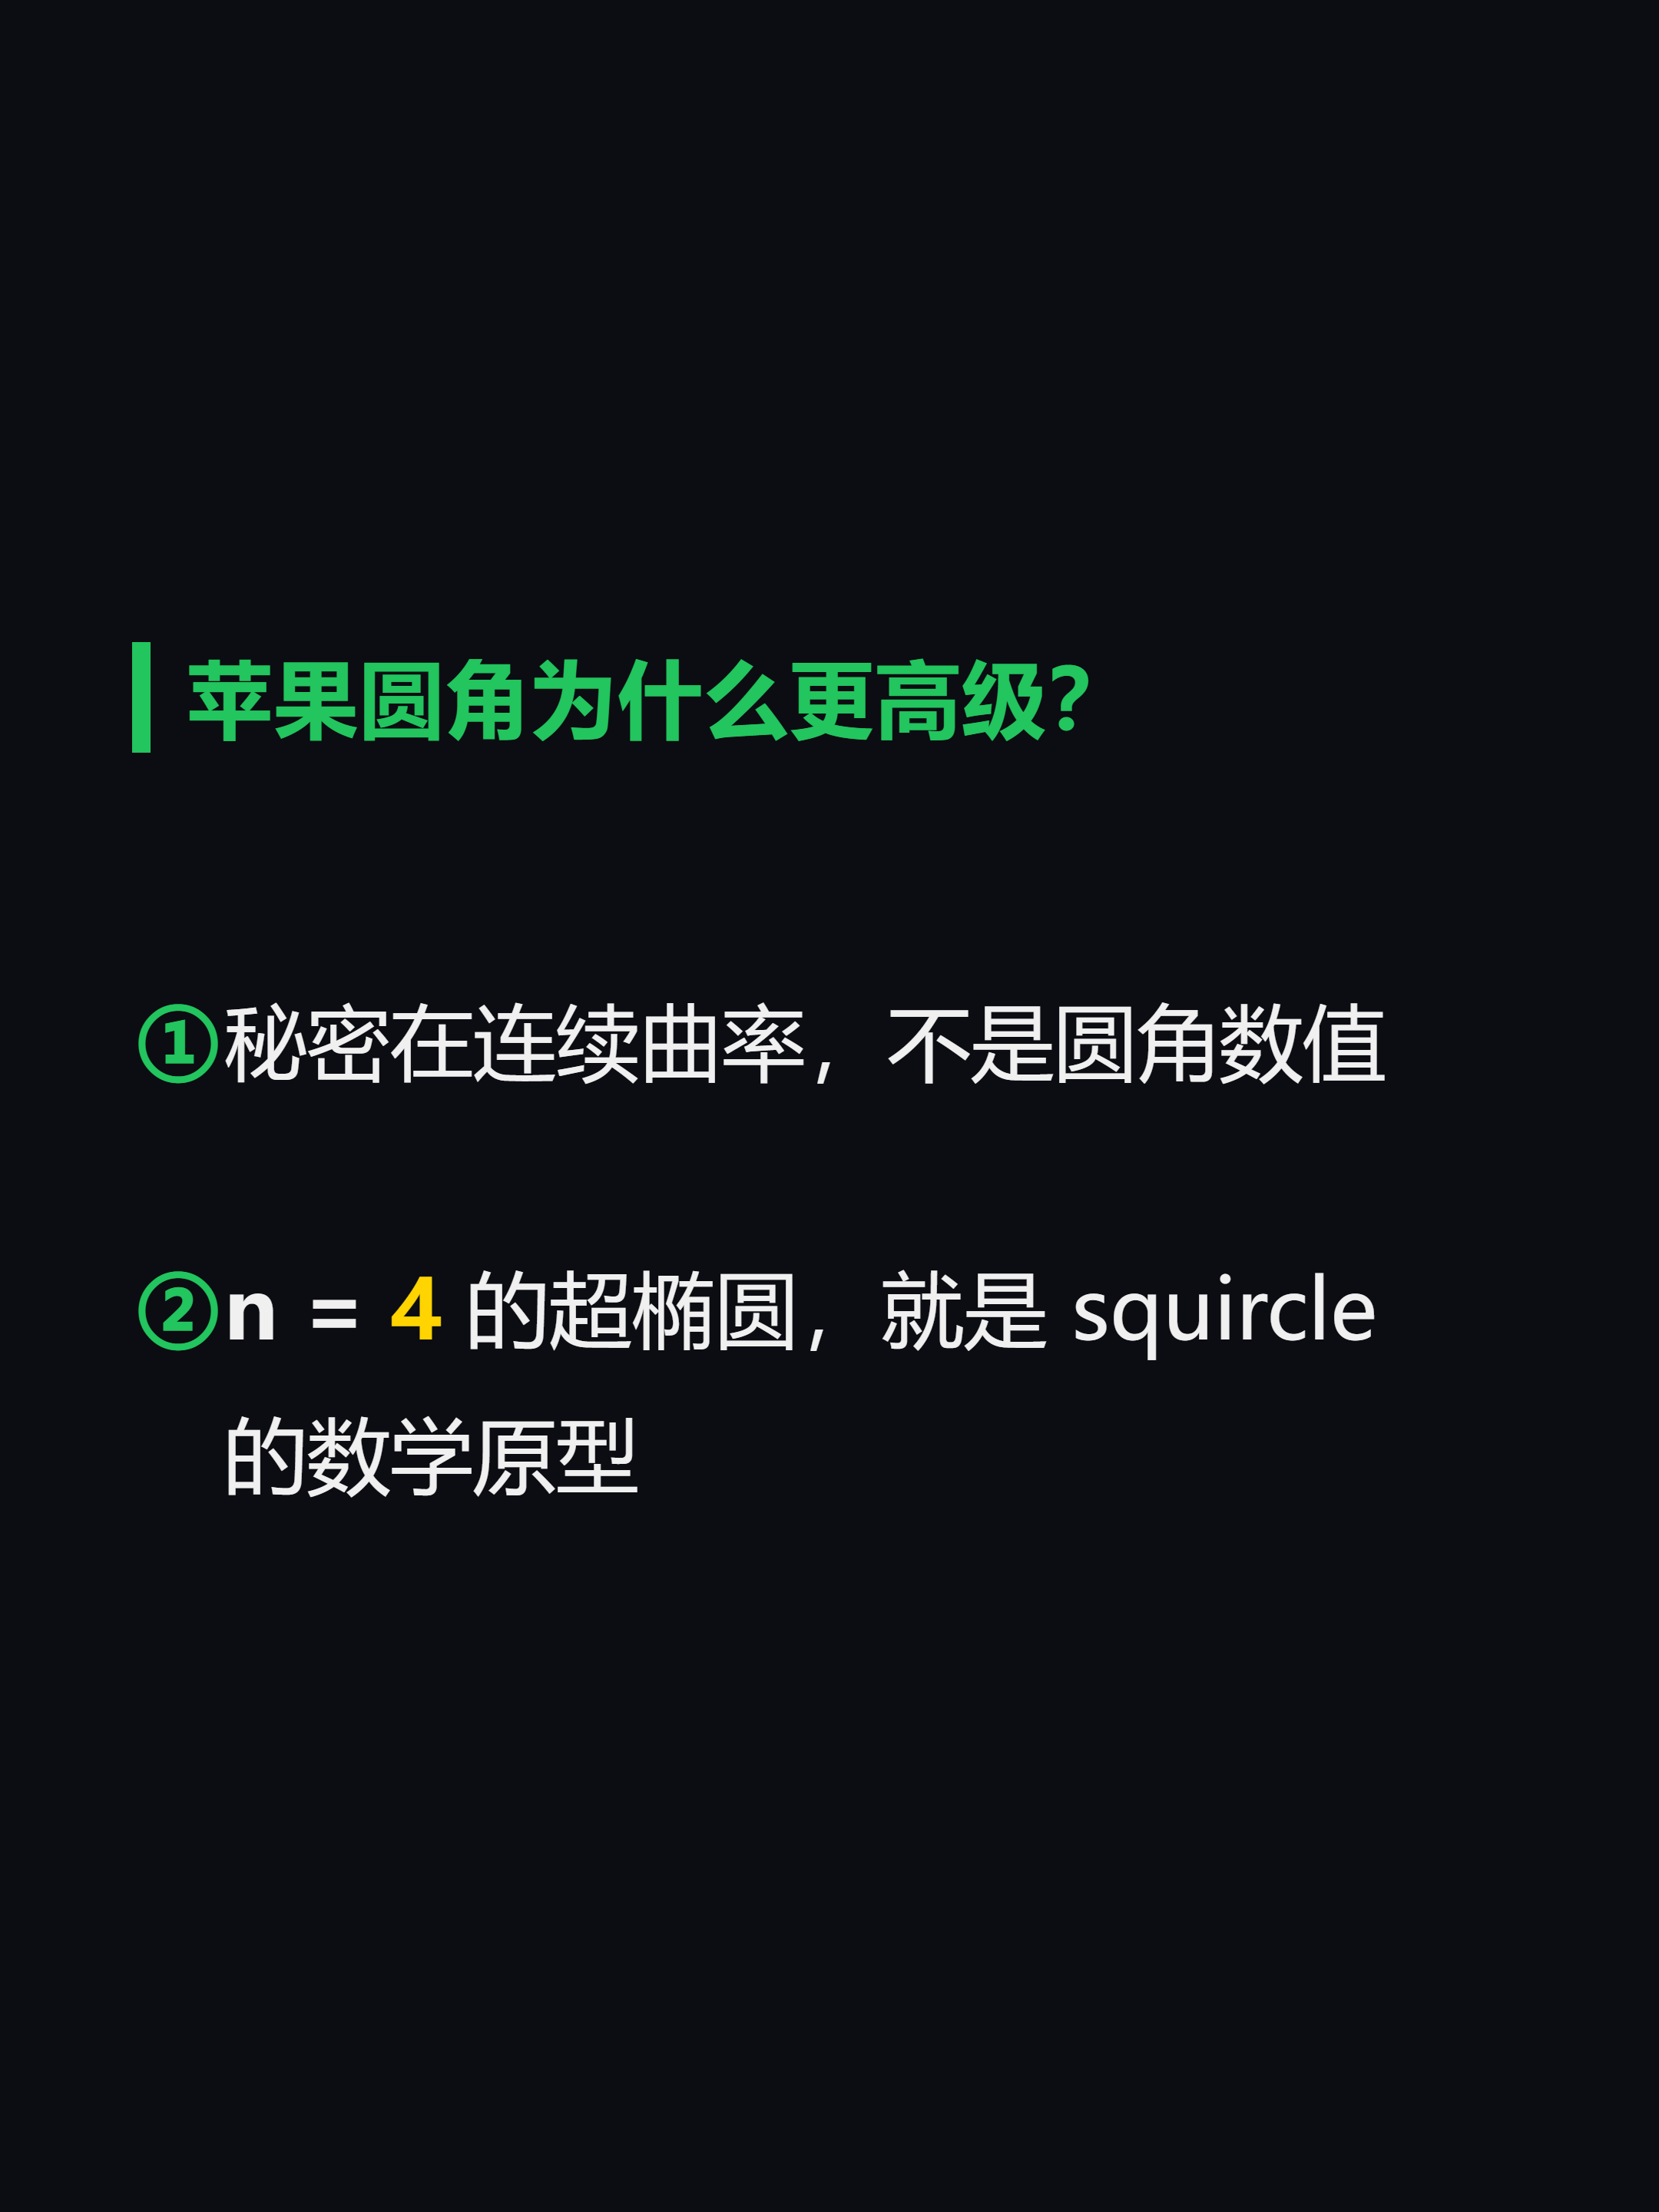 苹果圆角为什么更高级?
①秘密在连续曲率, 不是圆角数值
②n = 4 的超椭圆, 就是 squircle
的数学原型